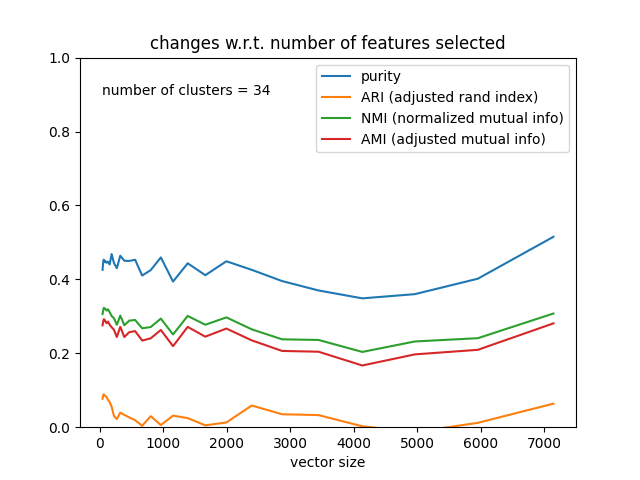 changes w.r.t. number of features selected
number of clusters = 34
purity
ARI (adjusted rand index)
NMI (normalized mutual info)
AMI (adjusted mutual info)
1.0
0.8
0.6
0.4
0.2
0.0
0 1000 2000 3000 4000 5000 6000 7000
vector size